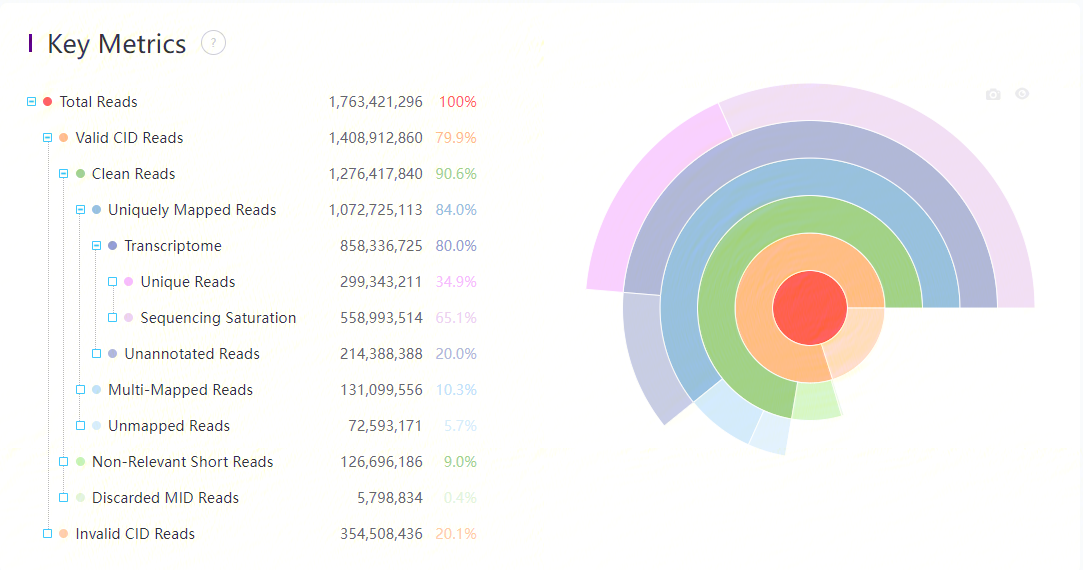 Key Metrics ?
Total Reads 1,763,421,296 100%
Valid CID Reads 1,408,912,860 79.9%
Clean Reads 1,276,417,840 90.6%
Uniquely Mapped Reads 1,072,725,113 84.0%
Transcriptome 858,336,725 80.0%
Unique Reads 299,343,211 34.9%
Sequencing Saturation 558,993,514 65.1%
Unannotated Reads 214,388,388 20.0%
Multi-Mapped Reads 131,099,556 10.3%
Unmapped Reads 72,593,171 5.7%
Non-Relevant Short Reads 126,696,186 9.0%
Discarded MID Reads 5,798,834 0.4%
Invalid CID Reads 354,508,436 20.1%